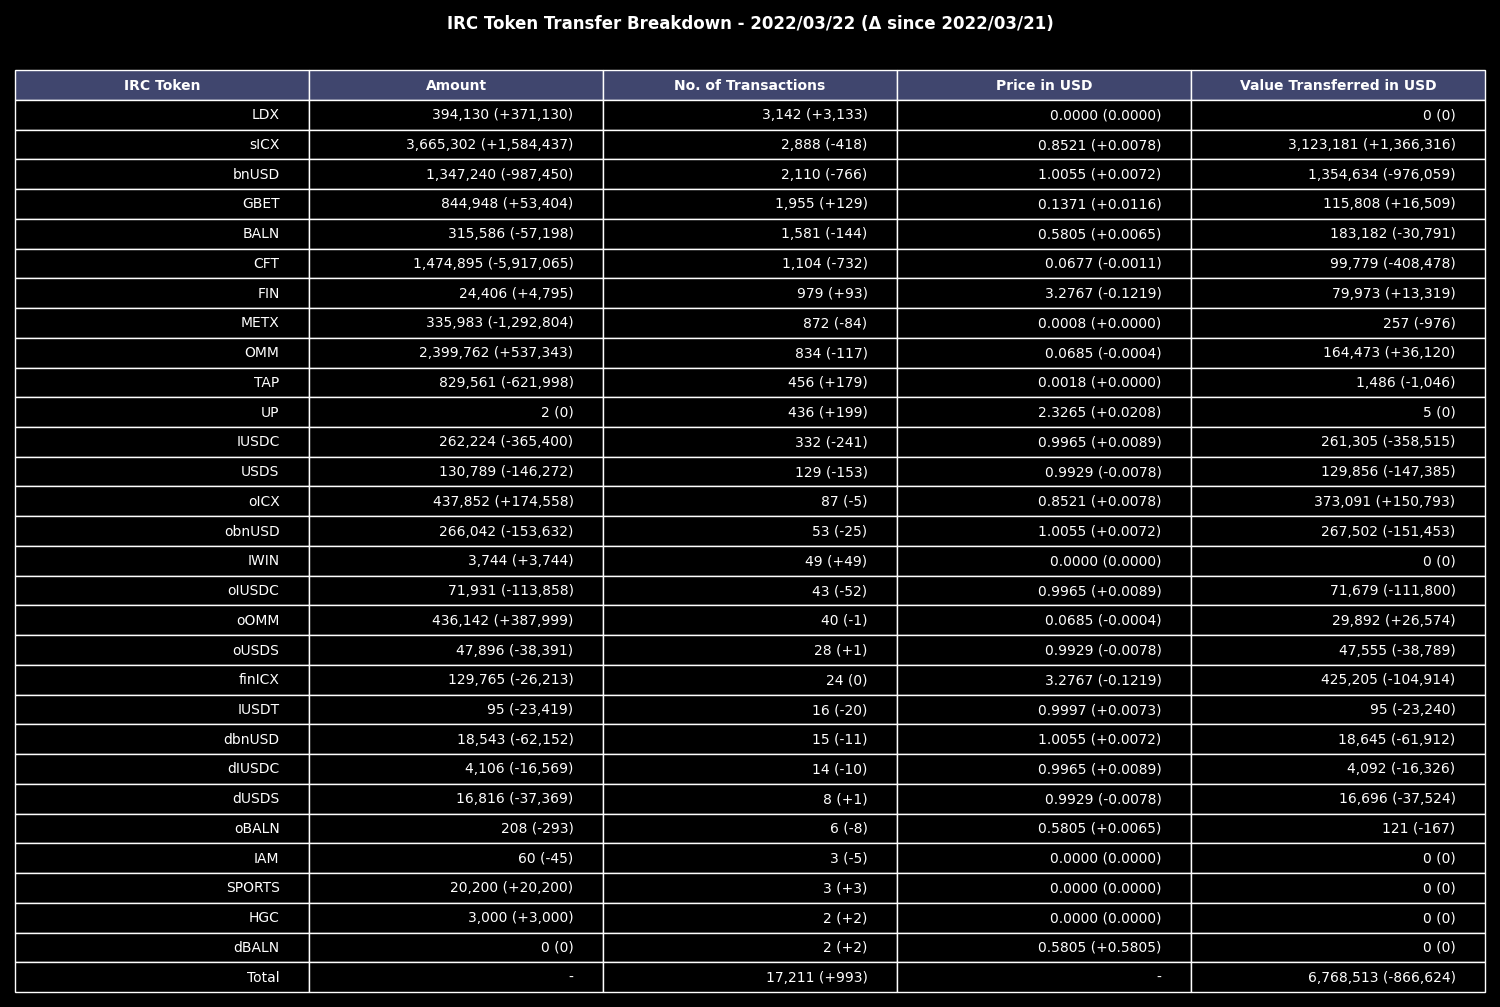 IRC Token Transfer Breakdown - 2022/03/22 (Δ since 2022/03/21)
IRC Token Amount No. of Transactions Price in USD Value Transferred in USD
LDX 394,130 (+371,130) 3,142 (+3,133) 0.0000 (0.0000) 0 (0)
sICX 3,665,302 (+1,584,437) 2,888 (-418) 0.8521 (+0.0078) 3,123,181 (+1,366,316)
bnUSD 1,347,240 (-987,450) 2,110 (-766) 1.0055 (+0.0072) 1,354,634 (-976,059)
GBET 844,948 (+53,404) 1,955 (+129) 0.1371 (+0.0116) 115,808 (+16,509)
BALN 315,586 (-57,198) 1,581 (-144) 0.5805 (+0.0065) 183,182 (-30,791)
CFT 1,474,895 (-5,917,065) 1,104 (-732) 0.0677 (-0.0011) 99,779 (-408,478)
FIN 24,406 (+4,795) 979 (+93) 3.2767 (-0.1219) 79,973 (+13,319)
METX 335,983 (-1,292,804) 872 (-84) 0.0008 (+0.0000) 257 (-976)
OMM 2,399,762 (+537,343) 834 (-117) 0.0685 (-0.0004) 164,473 (+36,120)
TAP 829,561 (-621,998) 456 (+179) 0.0018 (+0.0000) 1,486 (-1,046)
UP 2 (0) 436 (+199) 2.3265 (+0.0208) 5 (0)
IUSDC 262,224 (-365,400) 332 (-241) 0.9965 (+0.0089) 261,305 (-358,515)
USDS 130,789 (-146,272) 129 (-153) 0.9929 (-0.0078) 129,856 (-147,385)
oICX 437,852 (+174,558) 87 (-5) 0.8521 (+0.0078) 373,091 (+150,793)
obnUSD 266,042 (-153,632) 53 (-25) 1.0055 (+0.0072) 267,502 (-151,453)
IWIN 3,744 (+3,744) 49 (+49) 0.0000 (0.0000) 0 (0)
oIUSDC 71,931 (-113,858) 43 (-52) 0.9965 (+0.0089) 71,679 (-111,800)
oOMM 436,142 (+387,999) 40 (-1) 0.0685 (-0.0004) 29,892 (+26,574)
oUSDS 47,896 (-38,391) 28 (+1) 0.9929 (-0.0078) 47,555 (-38,789)
finICX 129,765 (-26,213) 24 (0) 3.2767 (-0.1219) 425,205 (-104,914)
IUSDT 95 (-23,419) 16 (-20) 0.9997 (+0.0073) 95 (-23,240)
dbnUSD 18,543 (-62,152) 15 (-11) 1.0055 (+0.0072) 18,645 (-61,912)
dIUSDC 4,106 (-16,569) 14 (-10) 0.9965 (+0.0089) 4,092 (-16,326)
dUSDS 16,816 (-37,369) 8 (+1) 0.9929 (-0.0078) 16,696 (-37,524)
oBALN 208 (-293) 6 (-8) 0.5805 (+0.0065) 121 (-167)
IAM 60 (-45) 3 (-5) 0.0000 (0.0000) 0 (0)
SPORTS 20,200 (+20,200) 3 (+3) 0.0000 (0.0000) 0 (0)
HGC 3,000 (+3,000) 2 (+2) 0.0000 (0.0000) 0 (0)
dBALN 0 (0) 2 (+2) 0.5805 (+0.5805) 0 (0)
Total - 17,211 (+993) - 6,768,513 (-866,624)